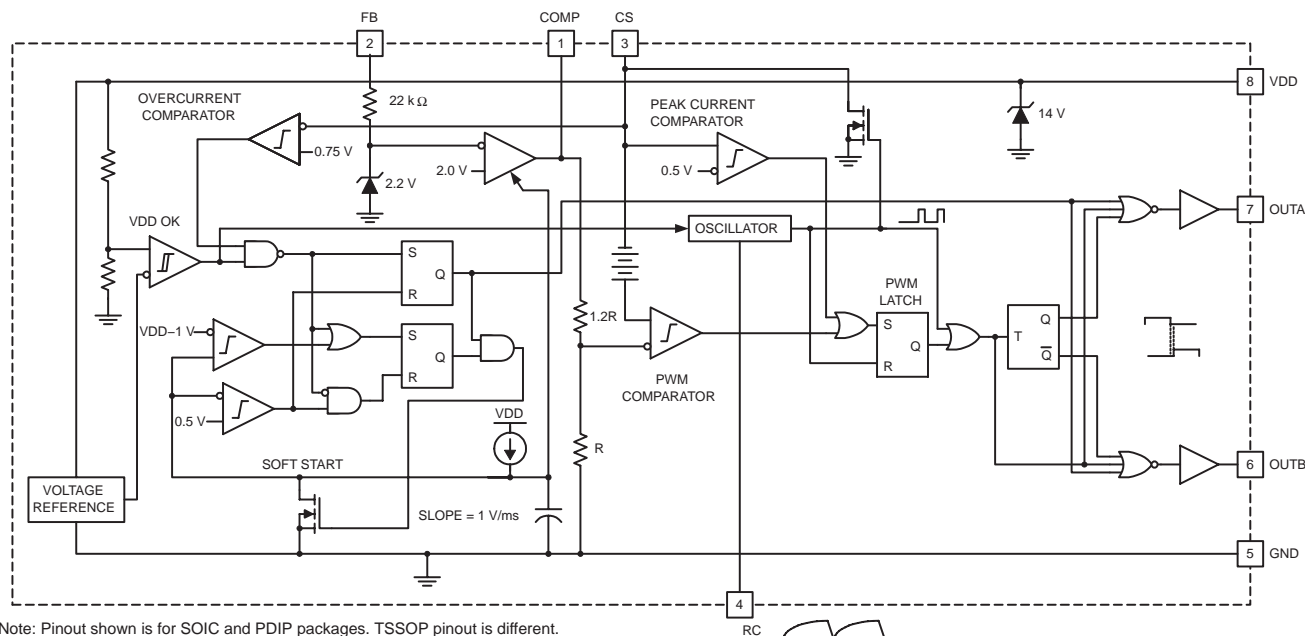 FB
COMP
CS
2
1
3
8
VDD
OVERCURRENT
COMPARATOR
22 kΩ
PEAK CURRENT
COMPARATOR
14 V
0.75 V
2.0 V
0.5 V
2.2 V
7
OUTA
VDD OK
OSCILLATOR
S
Q
R
PWM
LATCH
1.2R
VDD–1 V
S
Q
R
S
Q
R
T
Q
Q̅
PWM
COMPARATOR
0.5 V
VDD
R
SOFT START
6
OUTB
VOLTAGE
REFERENCE
SLOPE = 1 V/ms
5
GND
4
Note: Pinout shown is for SOIC and PDIP packages. TSSOP pinout is different.
RC